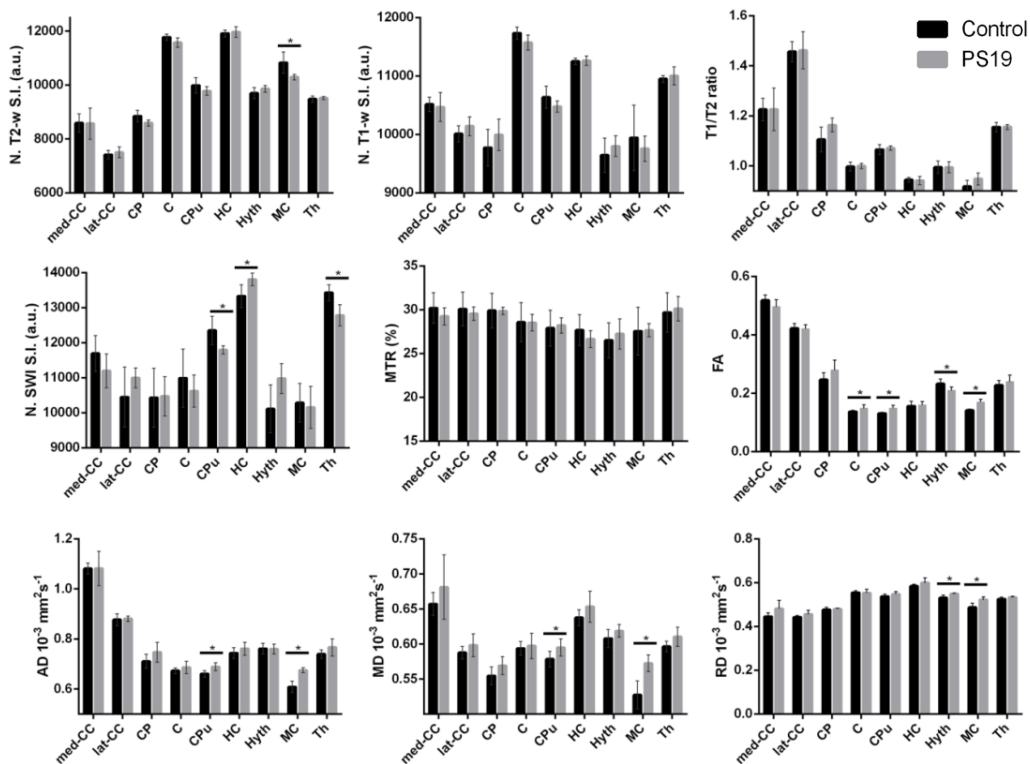 Control
PS19
N. T2-w S.I. (a.u.)
12000
10000
8000
6000
*
med-CC lat-CC CP C CPu HC Hyth MC Th
N. T1-w S.I. (a.u.)
12000
11000
10000
9000
med-CC lat-CC CP C CPu HC Hyth MC Th
T1/T2 ratio
1.6
1.4
1.2
1.0
med-CC lat-CC CP C CPu HC Hyth MC Th
N. SWI S.I. (a.u.)
14000
13000
12000
11000
10000
9000
* * *
med-CC lat-CC CP C CPu HC Hyth MC Th
MTR (%)
35
30
25
20
15
med-CC lat-CC CP C CPu HC Hyth MC Th
FA
0.6
0.4
0.2
0.0
* * * *
med-CC lat-CC CP C CPu HC Hyth MC Th
AD 10⁻³ mm²s⁻¹
1.2
1.0
0.8
0.6
* *
med-CC lat-CC CP C CPu HC Hyth MC Th
MD 10⁻³ mm²s⁻¹
0.75
0.70
0.65
0.60
0.55
* *
med-CC lat-CC CP C CPu HC Hyth MC Th
RD 10⁻³ mm²s⁻¹
0.8
0.6
0.4
0.2
0.0
* *
med-CC lat-CC CP C CPu HC Hyth MC Th